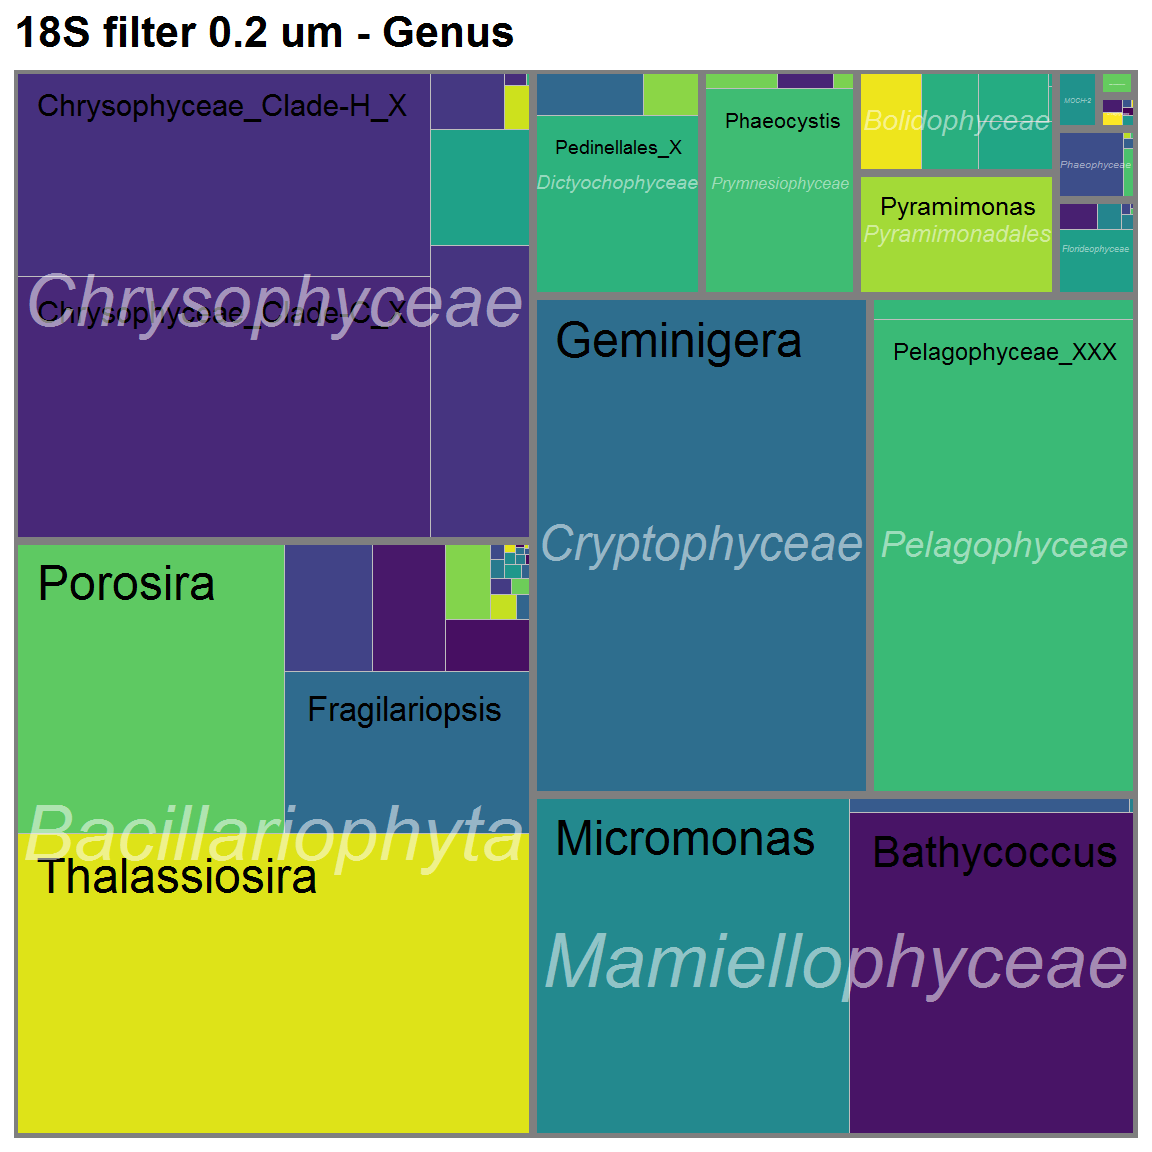 18S filter 0.2 um - Genus
Chrysophyceae_Clade-H_X
Chrysophyceae_Clade-C_X
Chrysophyceae
Porosira
Fragilariopsis
Bacillariophyta
Thalassiosira
Pedinellales_X
Dictyochophyceae
Phaeocystis
Prymnesiophyceae
Bolidophyceae
Pyramimonas
Pyramimonadales
MOCH-2
Phaeophyceae
Florideophyceae
Geminigera
Cryptophyceae
Pelagophyceae_XXX
Pelagophyceae
Micromonas
Bathycoccus
Mamiellophyceae